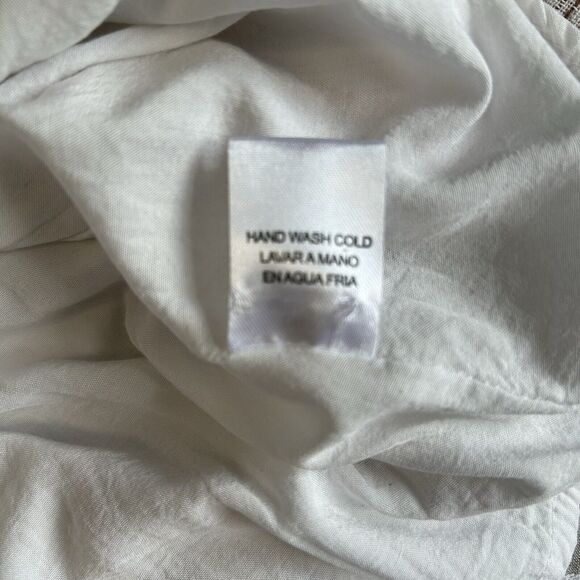 HAND WASH COLD
LAVAR A MANO
EN AGUA FRIA